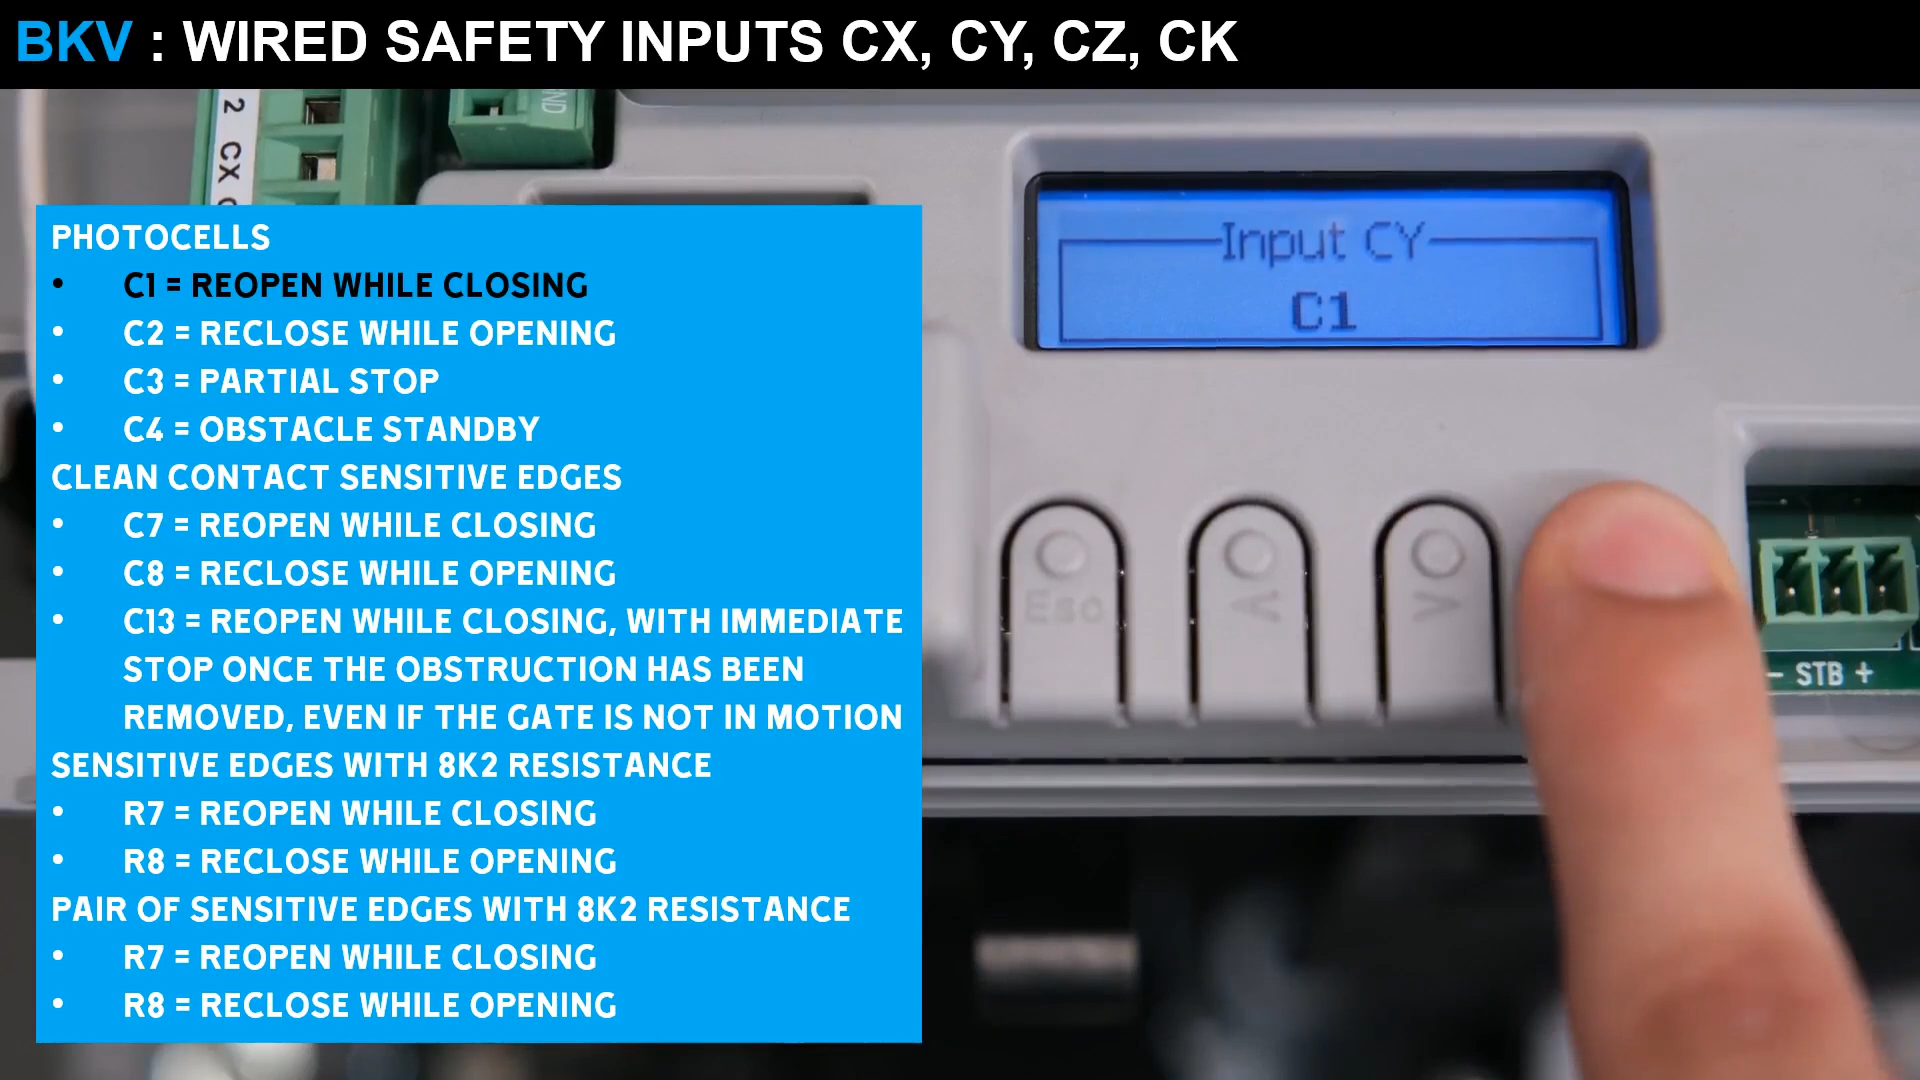 BKV : WIRED SAFETY INPUTS CX, CY, CZ, CK
2 CX
ND
PHOTOCELLS
• C1 = REOPEN WHILE CLOSING
• C2 = RECLOSE WHILE OPENING
• C3 = PARTIAL STOP
• C4 = OBSTACLE STANDBY
CLEAN CONTACT SENSITIVE EDGES
• C7 = REOPEN WHILE CLOSING
• C8 = RECLOSE WHILE OPENING
• C13 = REOPEN WHILE CLOSING, WITH IMMEDIATE
STOP ONCE THE OBSTRUCTION HAS BEEN
REMOVED, EVEN IF THE GATE IS NOT IN MOTION
SENSITIVE EDGES WITH 8K2 RESISTANCE
• R7 = REOPEN WHILE CLOSING
• R8 = RECLOSE WHILE OPENING
PAIR OF SENSITIVE EDGES WITH 8K2 RESISTANCE
• R7 = REOPEN WHILE CLOSING
• R8 = RECLOSE WHILE OPENING
Input CY
C1
Esc < >
- STB +